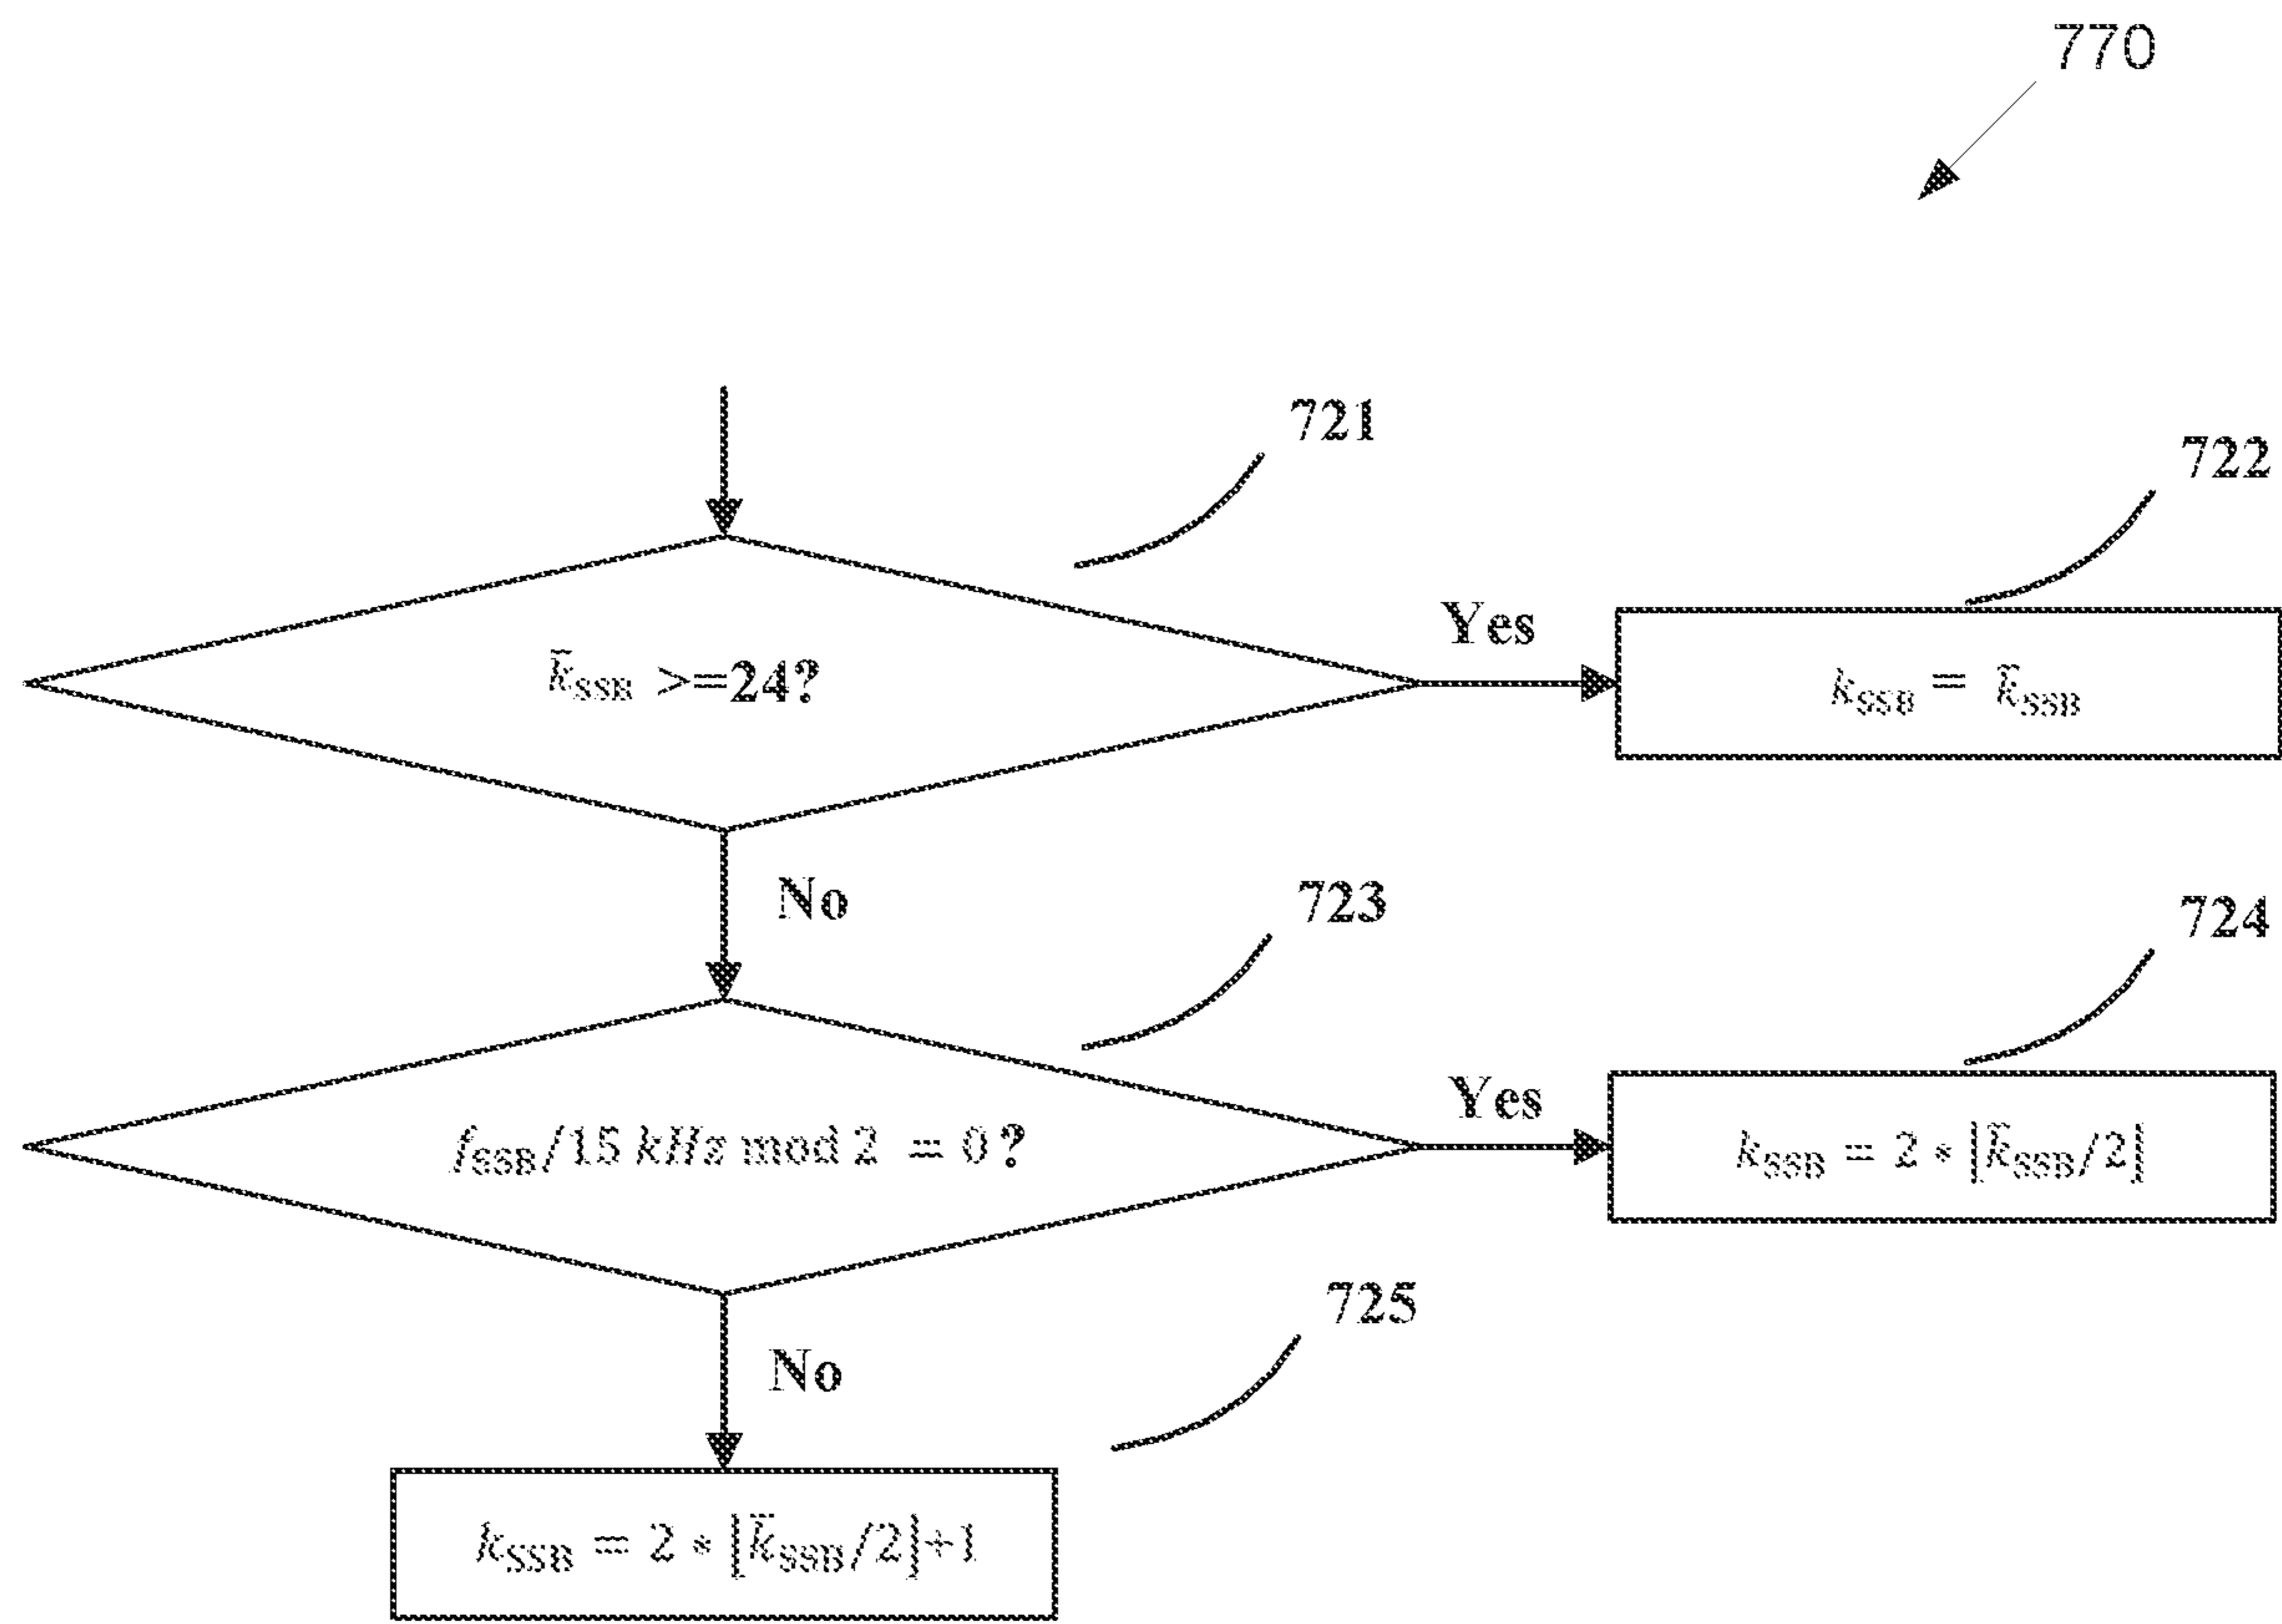 770
721
722
k̄SSB >=24?
Yes
kSSB = k̄SSB
No
723
724
fSSB/15 kHz mod 2 = 0?
Yes
kSSB = 2 * ⌊k̄SSB/2⌋
725
No
kSSB = 2 * ⌊k̄SSB/2⌋+1